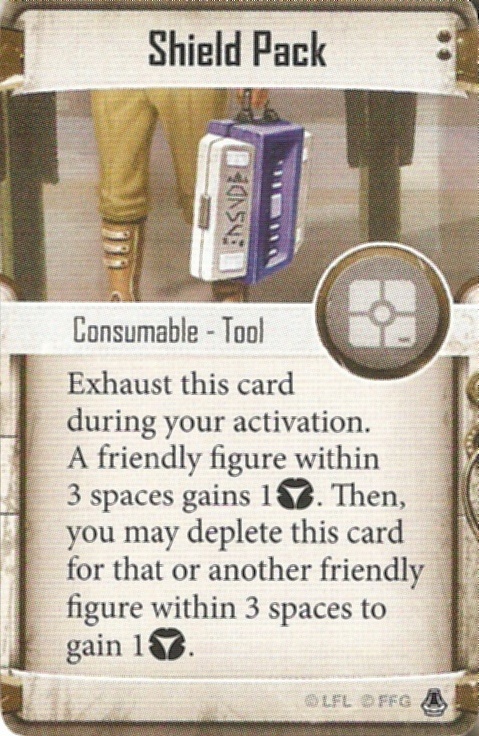 Shield Pack
Consumable - Tool
Exhaust this card
during your activation.
A friendly figure within
3 spaces gains 1. Then,
you may deplete this card
for that or another friendly
figure within 3 spaces to
gain 1.
© LFL © FFG